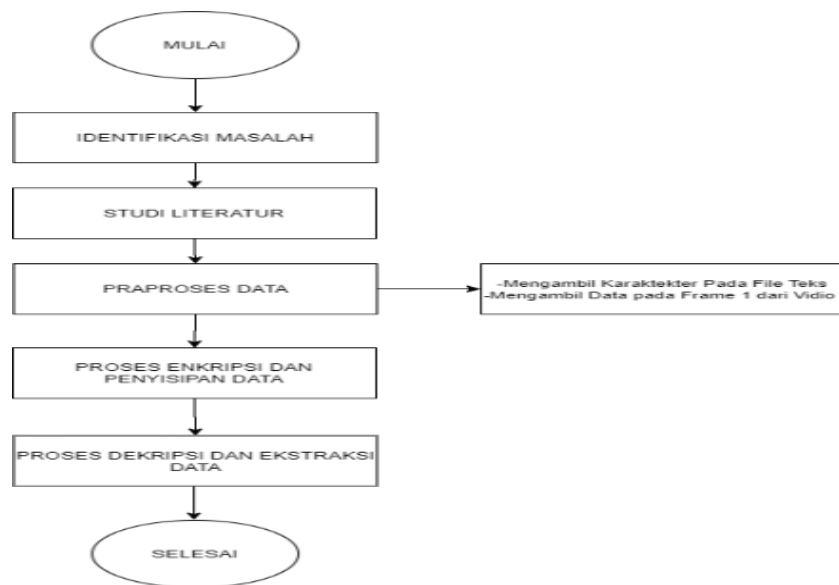 MULAI
IDENTIFIKASI MASALAH
STUDI LITERATUR
PRAPROSES DATA
-Mengambil Karaktekter Pada File Teks
-Mengambil Data pada Frame 1 dari Vidio
PROSES ENKRIPSI DAN
PENYISIPAN DATA
PROSES DEKRIPSI DAN EKSTRAKSI
DATA
SELESAI